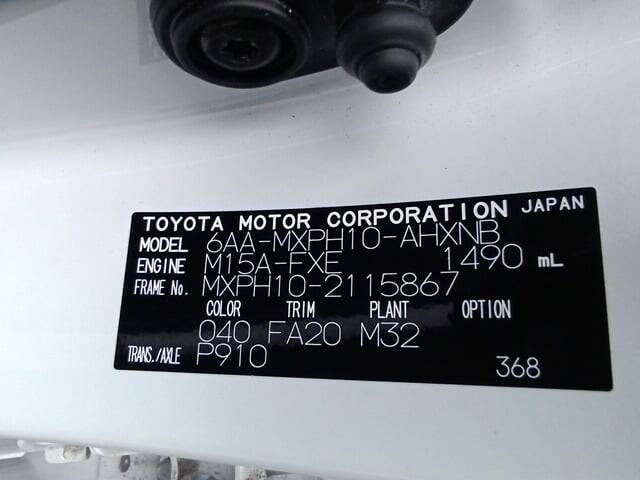 TOYOTA MOTOR CORPORATION JAPAN
MODEL 6AA-MXPH10-AHXNB
ENGINE M15A-FXE 1490 mL
FRAME No. MXPH10-2115867
COLOR TRIM PLANT OPTION
040 FA20 M32
TRANS./AXLE P910 368